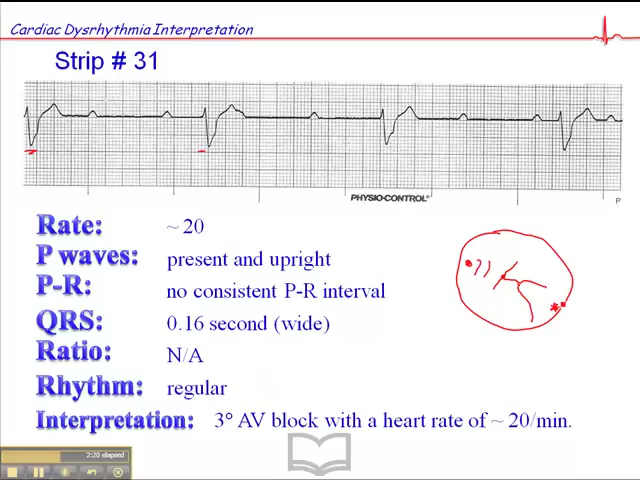 Cardiac Dysrhythmia Interpretation
Strip # 31
PHYSIO-CONTROL®
P
Rate: ~ 20
P waves: present and upright
P-R: no consistent P-R interval
QRS: 0.16 second (wide)
Ratio: N/A
Rhythm: regular
Interpretation: 3° AV block with a heart rate of ~ 20/min.
2:20 elapsed